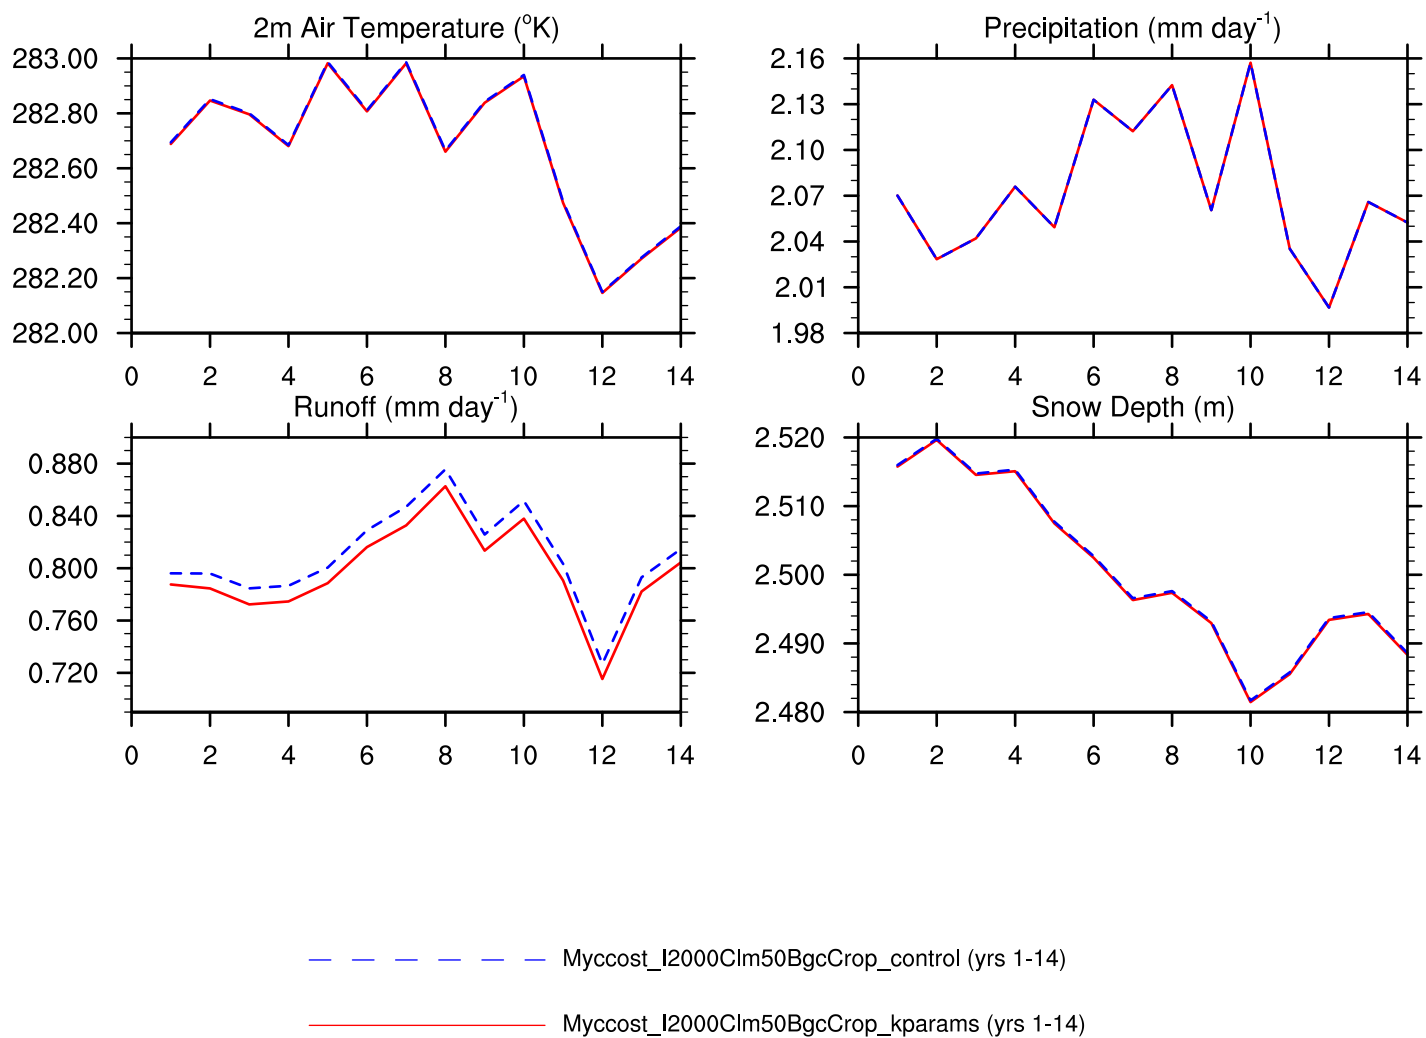 2m Air Temperature (°K)
283.00
282.80
282.60
282.40
282.20
282.00
0 2 4 6 8 10 12 14
Precipitation (mm day⁻¹)
2.16
2.13
2.10
2.07
2.04
2.01
1.98
0 2 4 6 8 10 12 14
Runoff (mm day⁻¹)
0.880
0.840
0.800
0.760
0.720
0 2 4 6 8 10 12 14
Snow Depth (m)
2.520
2.510
2.500
2.490
2.480
0 2 4 6 8 10 12 14
Myccost_I2000Clm50BgcCrop_control (yrs 1-14)
Myccost_I2000Clm50BgcCrop_kparams (yrs 1-14)